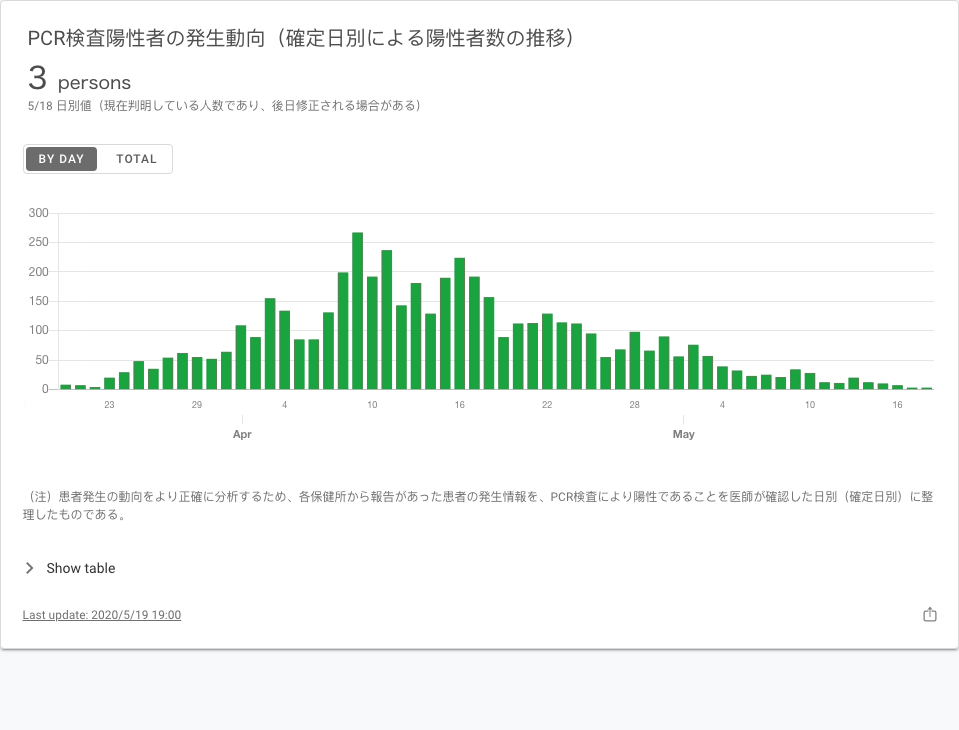 PCR検査陽性者の発生動向（確定日別による陽性者数の推移）
3 persons
5/18 日別値（現在判明している人数であり、後日修正される場合がある）
BY DAY TOTAL
300
250
200
150
100
50
0
23 29 4 10 16 22 28 4 10 16
Apr May
（注）患者発生の動向をより正確に分析するため、各保健所から報告があった患者の発生情報を、PCR検査により陽性であることを医師が確認した日別（確定日別）に整
理したものである。
Show table
Last update: 2020/5/19 19:00